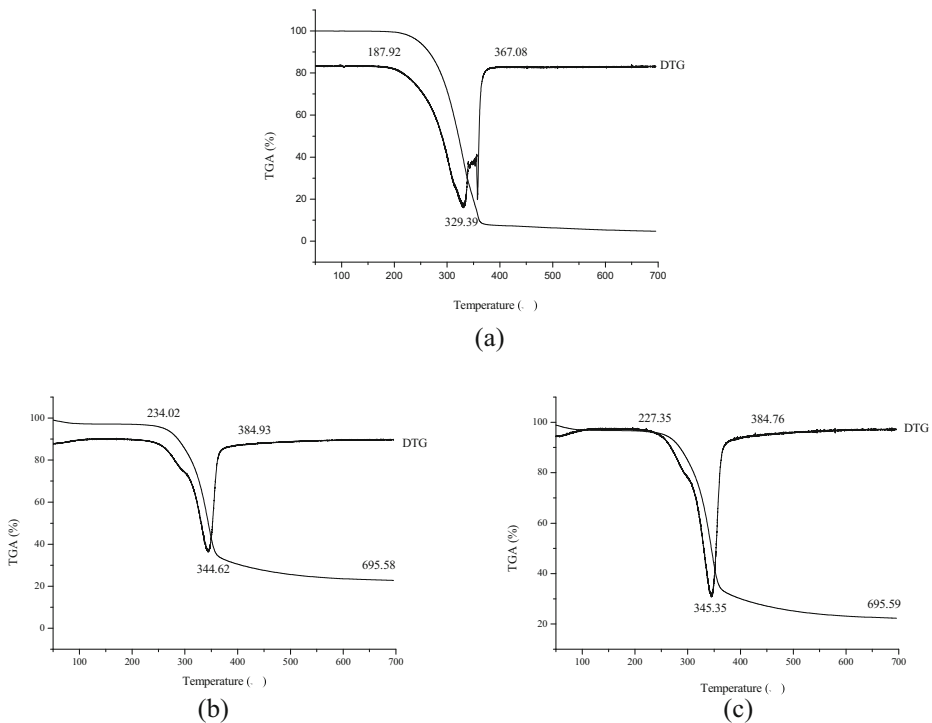 100
187.92 367.08
DTG
80
60
TGA (%)
40
20
329.39
0
100 200 300 400 500 600 700
Temperature (. )
(a)
100
234.02
384.93
DTG
80
60
TGA (%)
40
344.62
695.58
20
0
100 200 300 400 500 600 700
Temperature (. )
(b)
100
227.35 384.76
DTG
80
60
TGA (%)
40
345.35
695.59
20
100 200 300 400 500 600 700
Temperature (. )
(c)